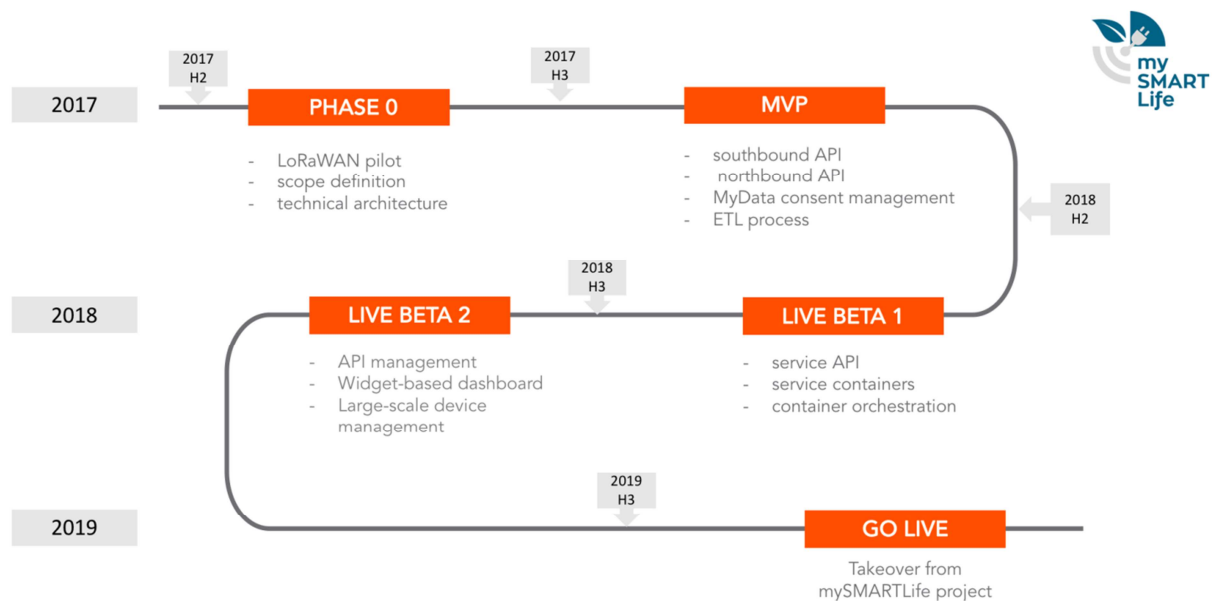 my
SMART
Life
2017
2017
H2
PHASE 0
- LoRaWAN pilot
- scope definition
- technical architecture
2017
H3
MVP
- southbound API
- northbound API
- MyData consent management
- ETL process
2018
H2
2018
LIVE BETA 2
- API management
- Widget-based dashboard
- Large-scale device
management
2018
H3
LIVE BETA 1
- service API
- service containers
- container orchestration
2019
2019
H3
GO LIVE
Takeover from
mySMARTLife project